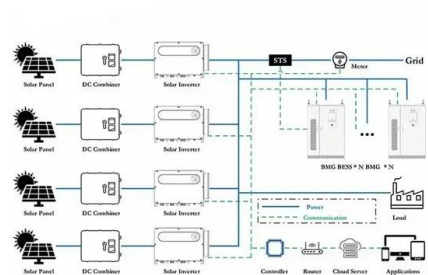 STS
Meter
Grid
Solar Panel
DC Combiner
Solar Inverter
Solar Panel
DC Combiner
Solar Inverter
BMG BESS * N BMG * N
Solar Panel
DC Combiner
Solar Inverter
Power
Communication
Load
Solar Panel
DC Combiner
Solar Inverter
Controller
Router
Cloud Server
Applications